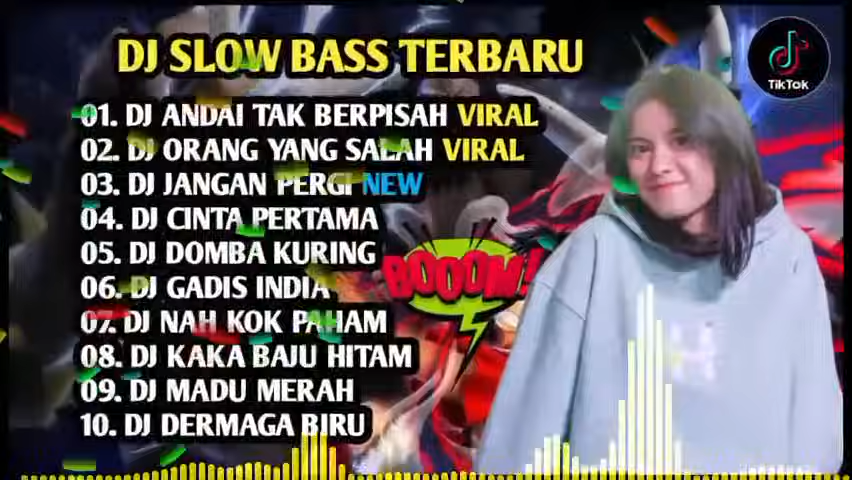 DJ SLOW BASS TERBARU
TikTok
01. DJ ANDAI TAK BERPISAH VIRAL
02. DJ ORANG YANG SALAH VIRAL
03. DJ JANGAN PERGI NEW
04. DJ CINTA PERTAMA
05. DJ DOMBA KURING
06. DJ GADIS INDIA
07. DJ NAH KOK PAHAM
08. DJ KAKA BAJU HITAM
09. DJ MADU MERAH
10. DJ DERMAGA BIRU
BOOOM!